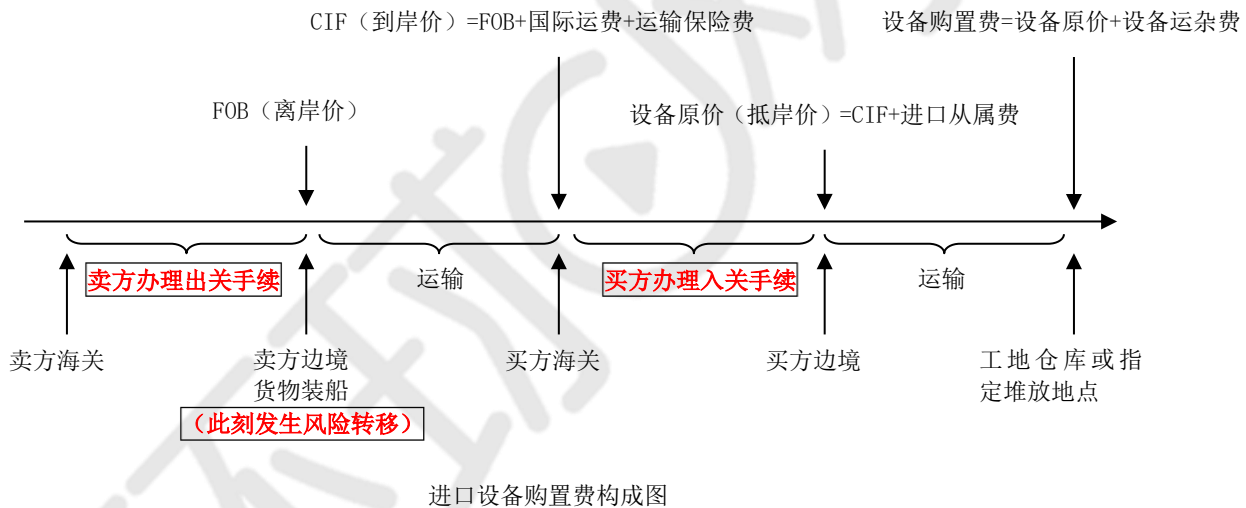 CIF（到岸价）=FOB+国际运费+运输保险费
设备购置费=设备原价+设备运杂费
FOB（离岸价）
设备原价（抵岸价）=CIF+进口从属费
卖方办理出关手续
运输
买方办理入关手续
运输
卖方海关
卖方边境
货物装船
（此刻发生风险转移）
买方海关
买方边境
工地仓库或指
定堆放地点
进口设备购置费构成图